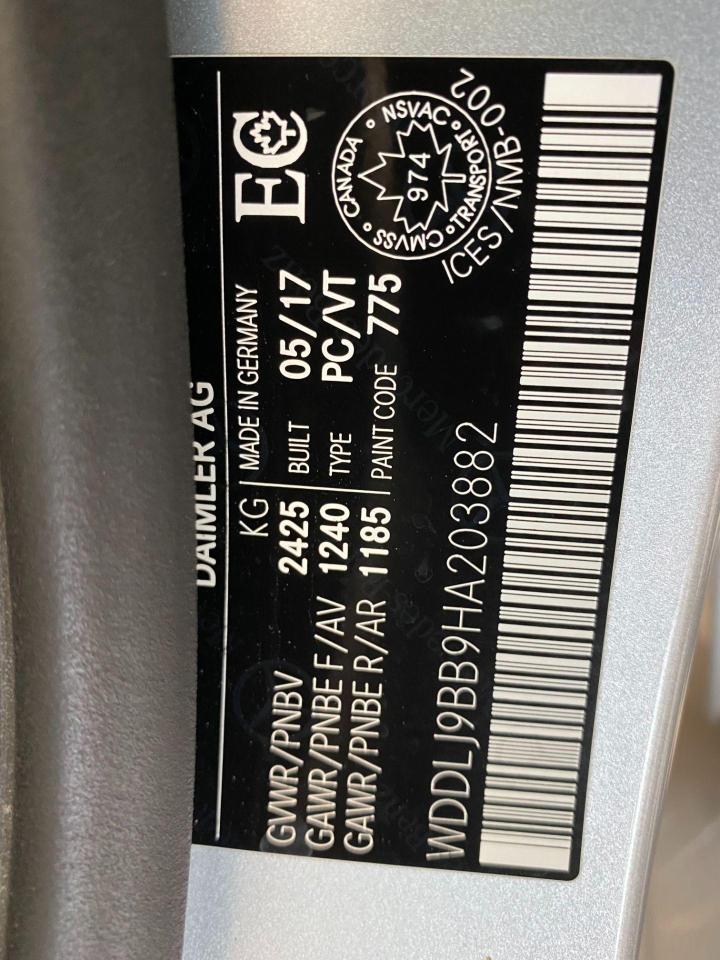 DAIMLER AG
KG MADE IN GERMANY
GVWR/PNBV 2425 BUILT 05/17
GAWR/PNBE F/AV 1240 TYPE PC/VT
GAWR/PNBE R/AR 1185 PAINT CODE 775
EC
CANADA • NSVAC • TRANSPORT • CMVSS •
974
ICES/NMB-002
WDDLJ9BB9HA203882